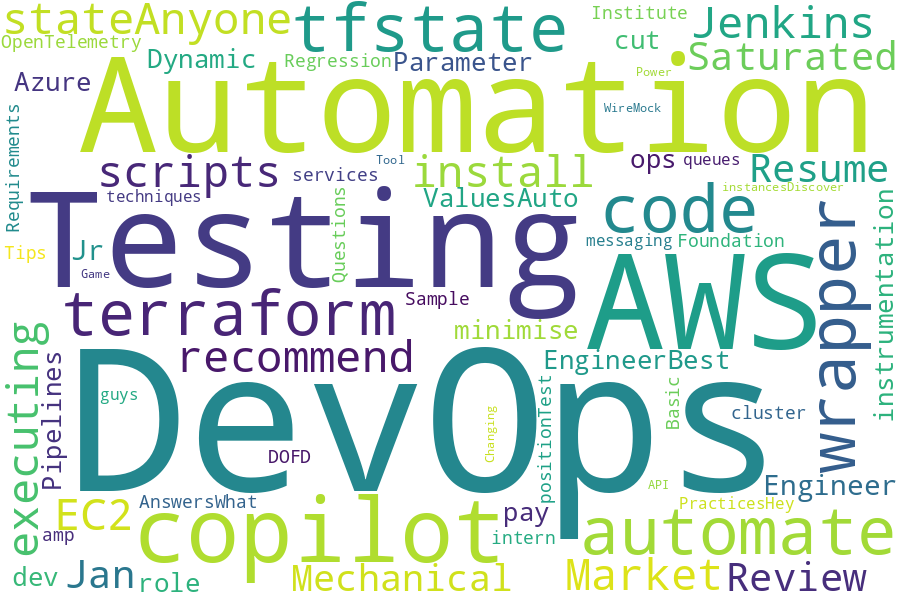 stateAnyone
tfstate
Institute
Jenkins
OpenTelemetry
cut
Dynamic
Regression
Parameter
Saturated
Azure
Automation
Power
WireMock
Requirements
scripts
Tool
services
install
ops
queues
Resume
techniques
Testing
Questions
ValuesAuto
code
instancesDiscover
Tips
Jr
Game
messaging
Foundation
wrapper
instrumentation
terraform
Sample
AWS
minimise
recommend
EngineerBest
executing
Pipelines
DevOps
guys
Changing
positionTest
Basic
cluster
DOFD
API
Engineer
EC2
AnswersWhat
copilot
pay
PracticesHey
amp
intern
automate
dev
Jan
role
Mechanical
Market
Review